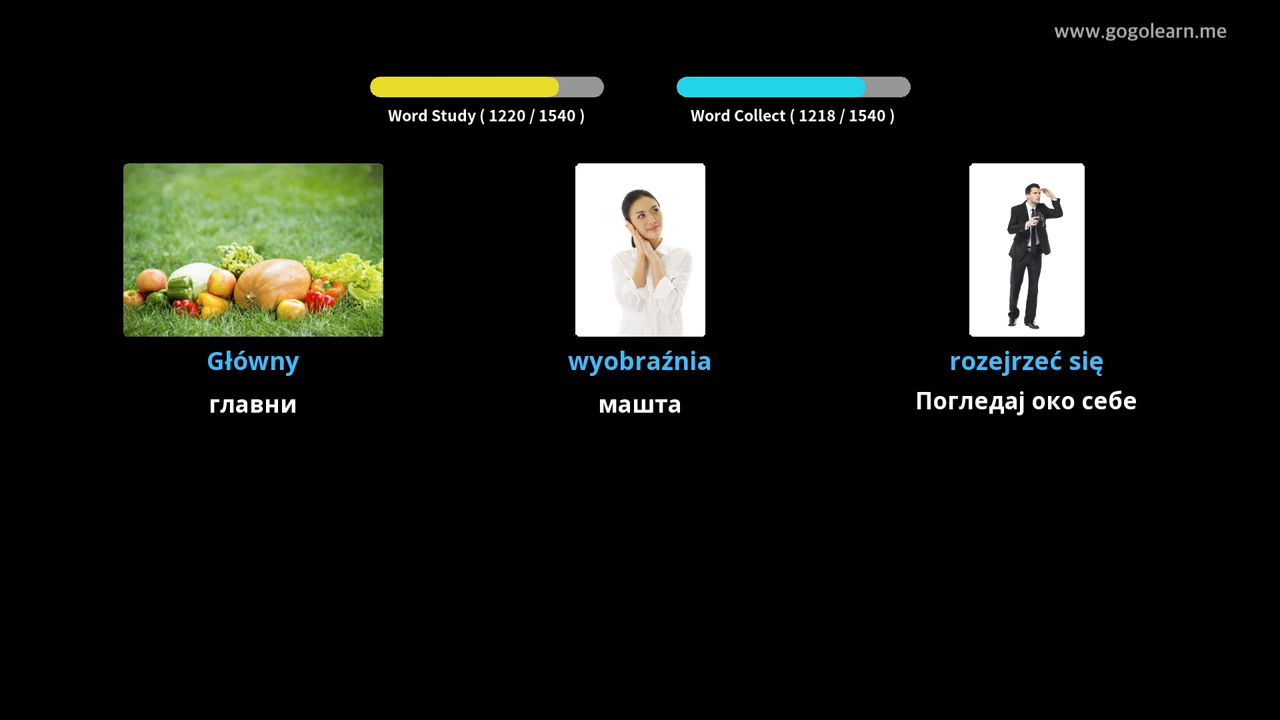 www.gogolearn.me
Word Study ( 1220 / 1540 )
Word Collect ( 1218 / 1540 )
Główny
wyobraźnia
rozejrzeć się
главни
машта
Погледај око себе